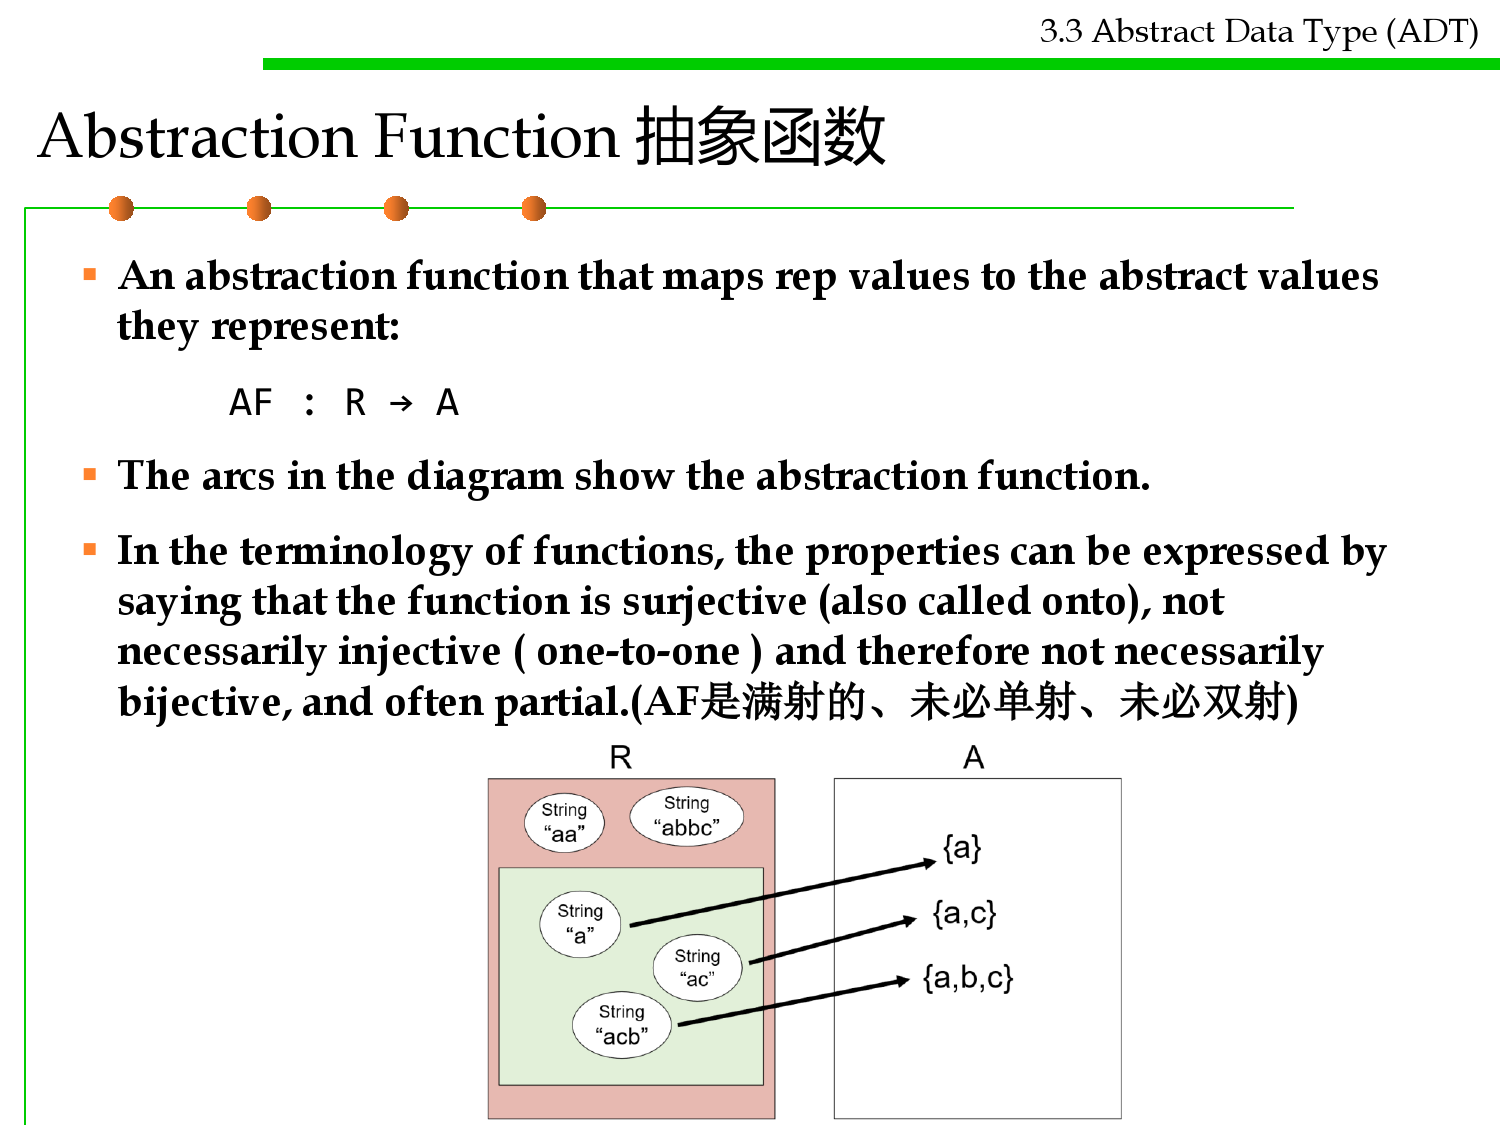 3.3 Abstract Data Type (ADT)
Abstraction Function 抽象函数
An abstraction function that maps rep values to the abstract values
they represent:
AF : R → A
The arcs in the diagram show the abstraction function.
In the terminology of functions, the properties can be expressed by
saying that the function is surjective (also called onto), not
necessarily injective ( one-to-one ) and therefore not necessarily
bijective, and often partial.(AF是满射的、未必单射、未必双射)
R
A
String
“aa”
String
“abbc”
String
“a”
String
“ac”
String
“acb”
{a}
{a,c}
{a,b,c}